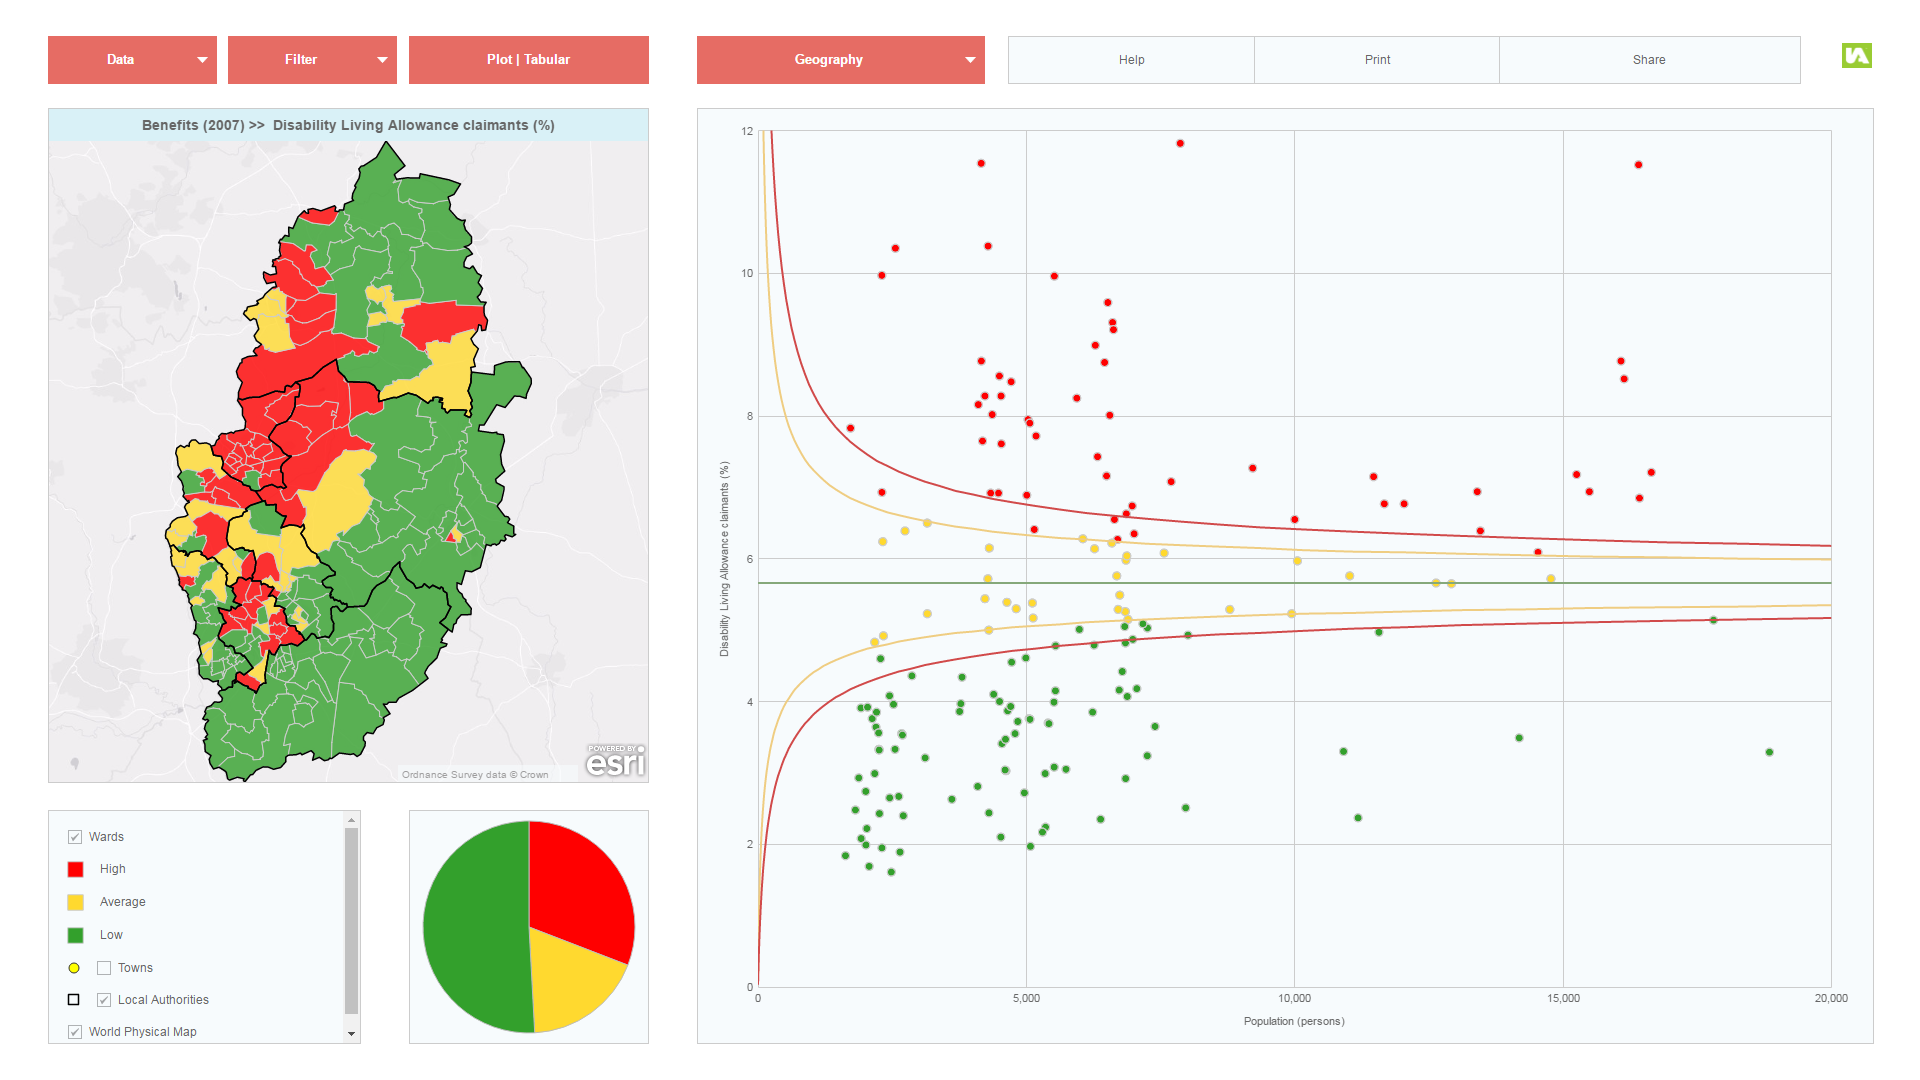 Data
Filter
Plot | Tabular
Geography
Help
Print
Share
Benefits (2007) >> Disability Living Allowance claimants (%)
POWERED BY
esri
Ordnance Survey data © Crown
Wards
High
Average
Low
Towns
Local Authorities
World Physical Map
12
10
8
6
4
2
0
Disability Living Allowance claimants (%)
0
5,000
10,000
15,000
20,000
Population (persons)